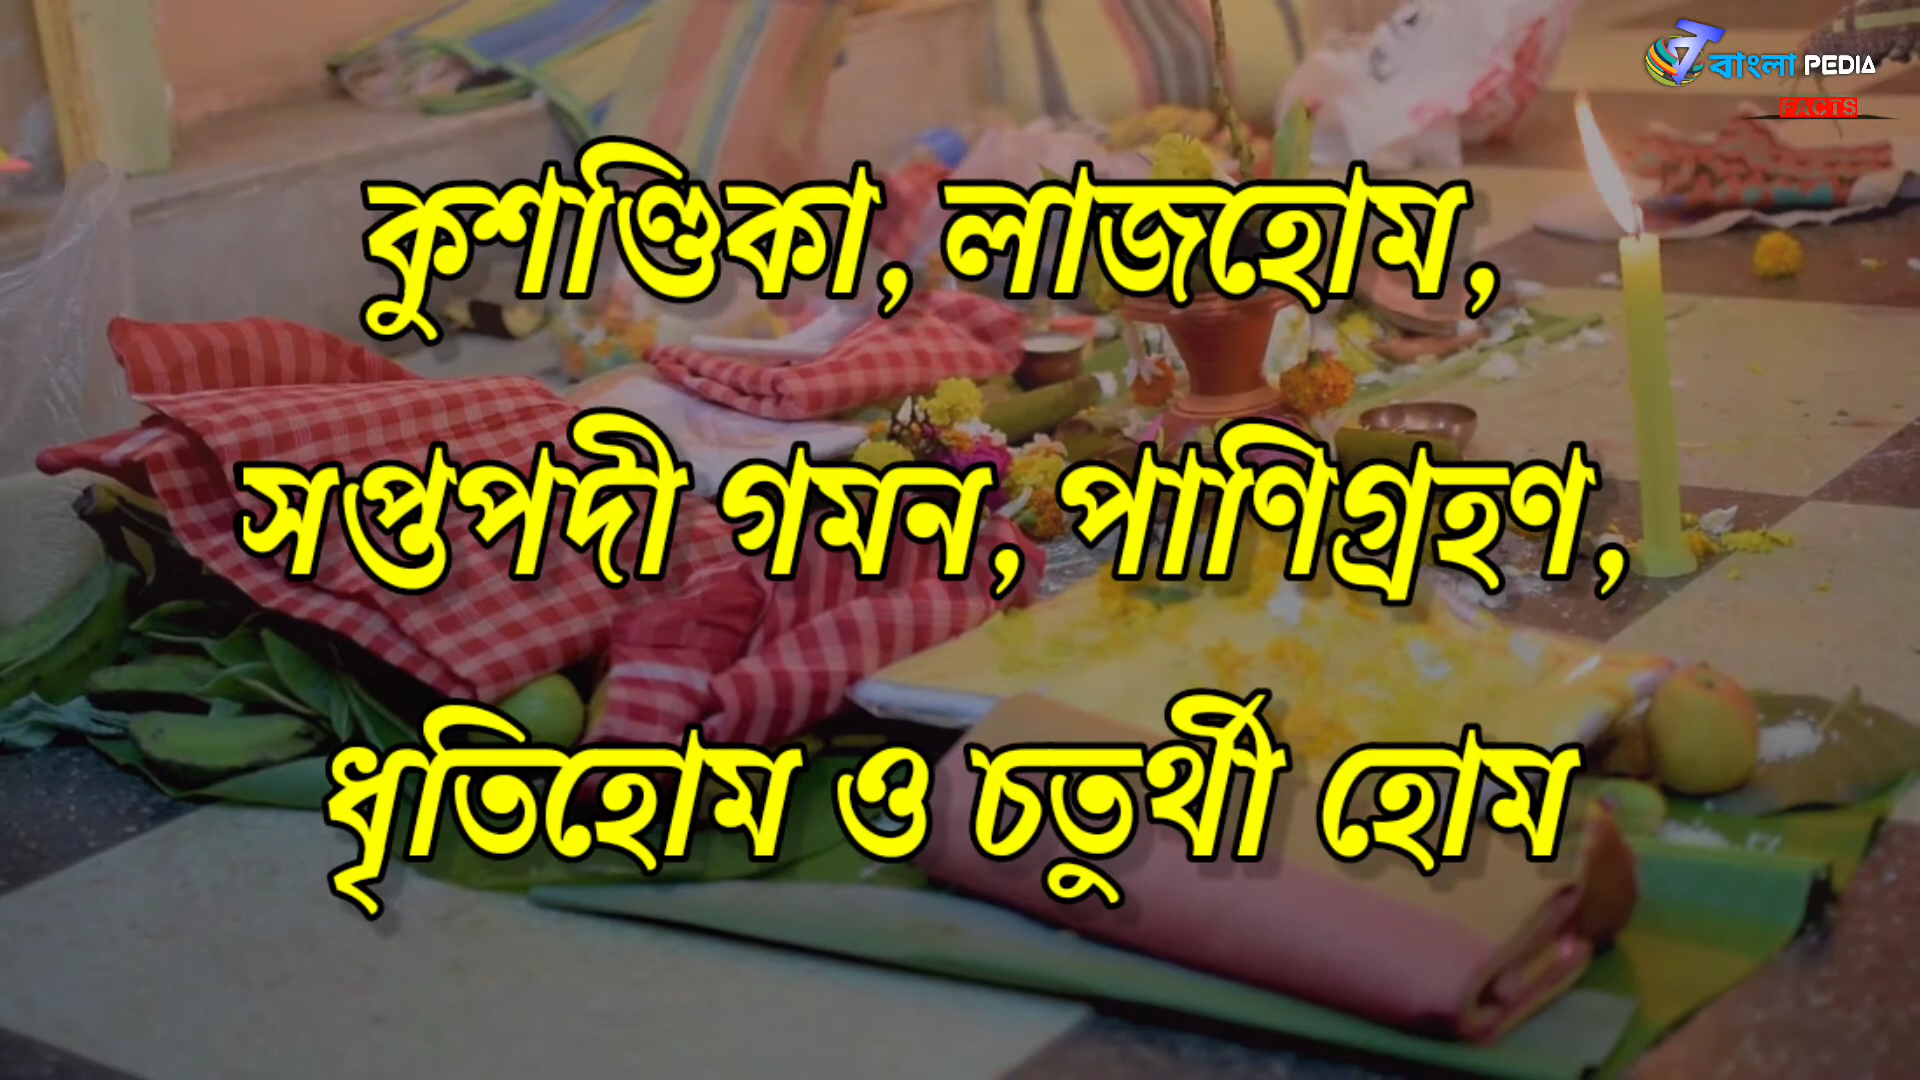 বাংলা PEDIA
FACTS
কুশণ্ডিকা, লাজহোম,
সপ্তপদী গমন, পাণিগ্রহণ,
ধৃতিহোম ও চতুর্থী হোম